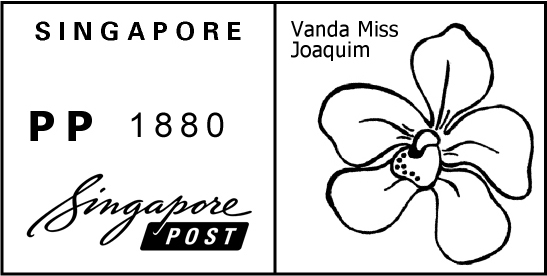 SINGAPORE
PP 1880
Singapore
POST
Vanda Miss
Joaquim